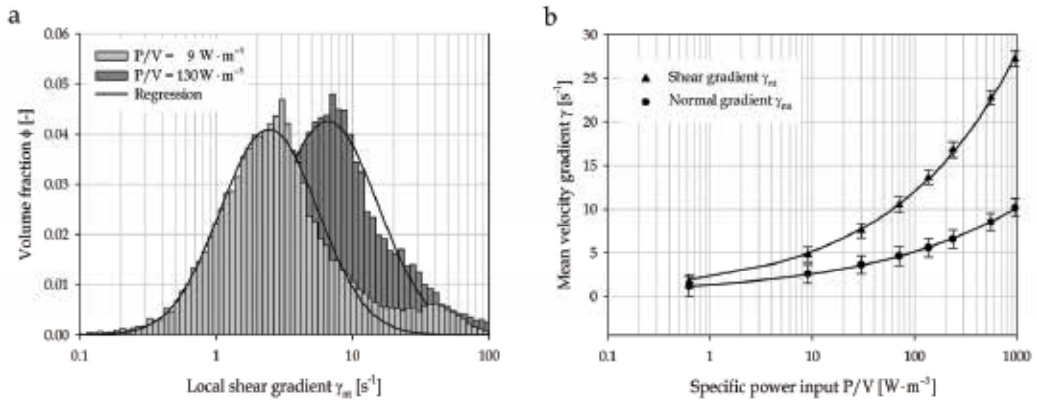 a
0.06
0.05
0.04
0.03
0.02
0.01
0.00
Volume fraction ϕ [-]
P/V = 9 W·m⁻³
P/V = 130 W·m⁻³
Regression
0.1 1 10 100
Local shear gradient γm [s⁻¹]
b
30
25
20
15
10
5
0
Mean velocity gradient γ [s⁻¹]
Shear gradient γm
Normal gradient γnn
0.1 1 10 100 1000
Specific power input P/V [W·m⁻³]